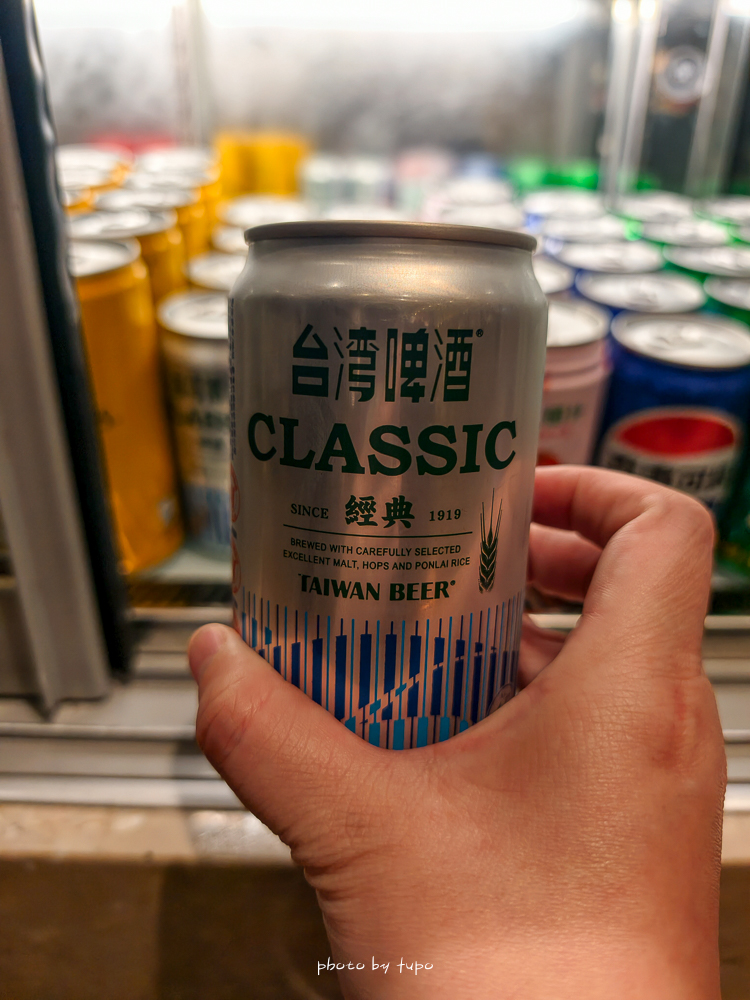 台湾啤酒®
CLASSIC
SINCE 經典 1919
BREWED WITH CAREFULLY SELECTED
EXCELLENT MALT, HOPS AND PONLAI RICE
TAIWAN BEER®
photo by tupo